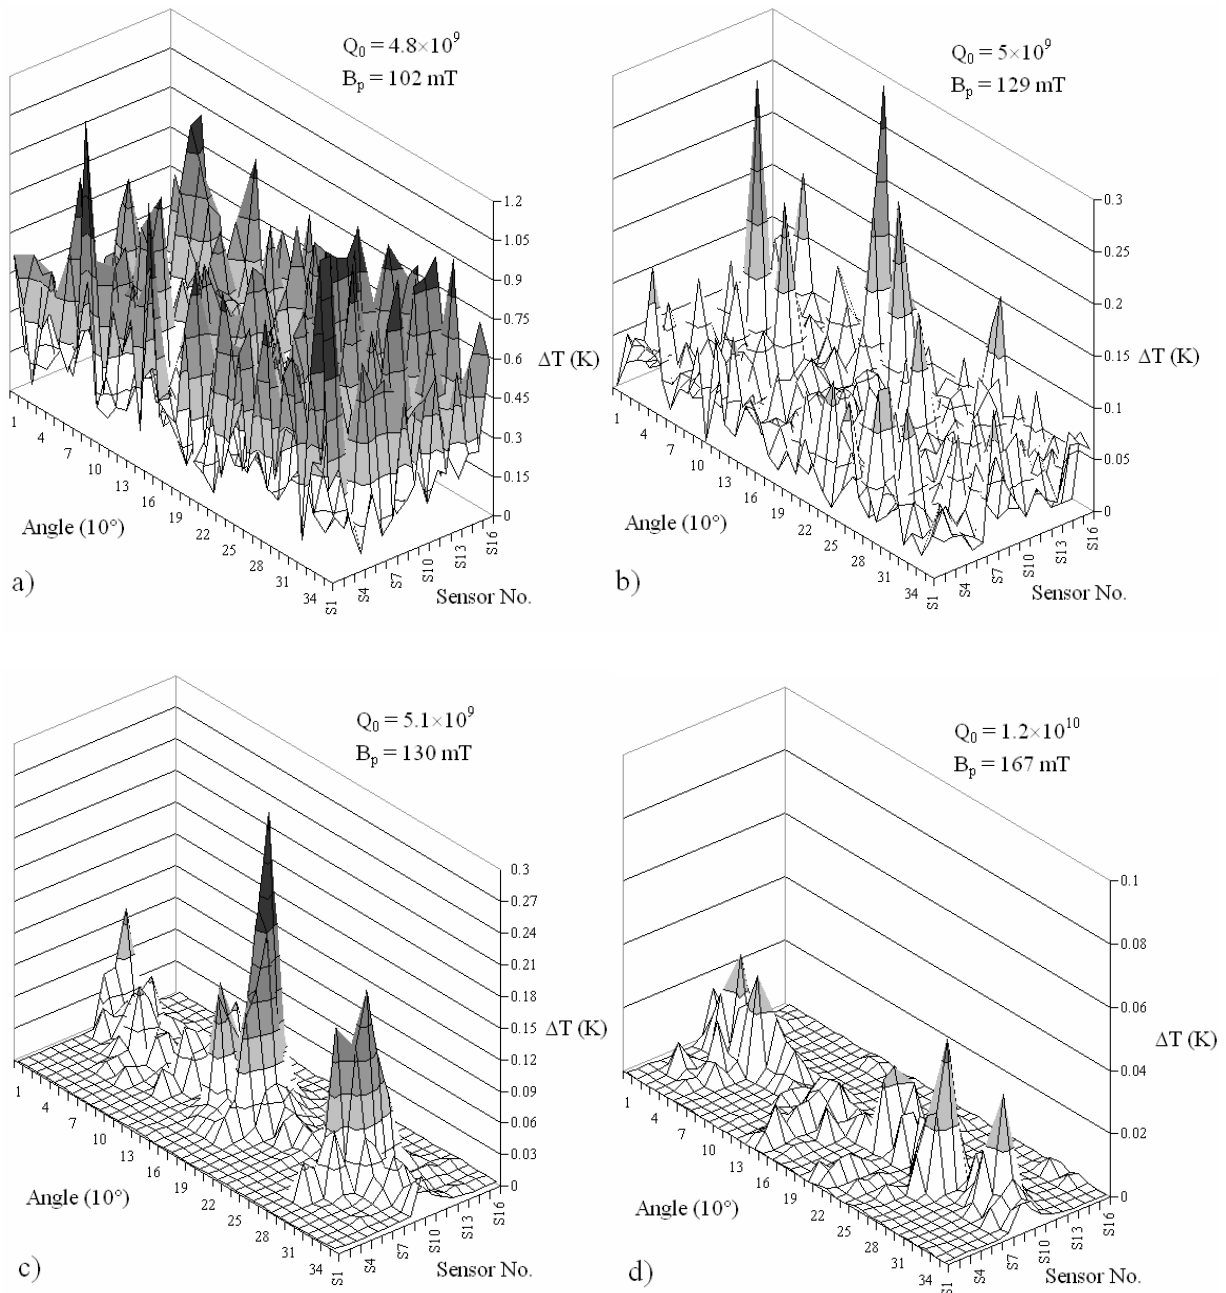 Q₀ = 4.8×10⁹
Bₚ = 102 mT
1.2
1.05
0.9
0.75
0.6
0.45
0.3
0.15
0
ΔT (K)
1
4
7
10
13
16
19
22
25
28
31
34
Angle (10°)
S1
S4
S7
S10
S13
S16
Sensor No.
a)
Q₀ = 5×10⁹
Bₚ = 129 mT
0.3
0.25
0.2
0.15
0.1
0.05
0
ΔT (K)
1
4
7
10
13
16
19
22
25
28
31
34
Angle (10°)
S1
S4
S7
S10
S13
S16
Sensor No.
b)
Q₀ = 5.1×10⁹
Bₚ = 130 mT
0.3
0.27
0.24
0.21
0.18
0.15
0.12
0.09
0.06
0.03
0
ΔT (K)
1
4
7
10
13
16
19
22
25
28
31
34
Angle (10°)
S1
S4
S7
S10
S13
S16
Sensor No.
c)
Q₀ = 1.2×10¹⁰
Bₚ = 167 mT
0.1
0.08
0.06
0.04
0.02
0
ΔT (K)
1
4
7
10
13
16
19
22
25
28
31
34
Angle (10°)
S1
S4
S7
S10
S13
S16
Sensor No.
d)